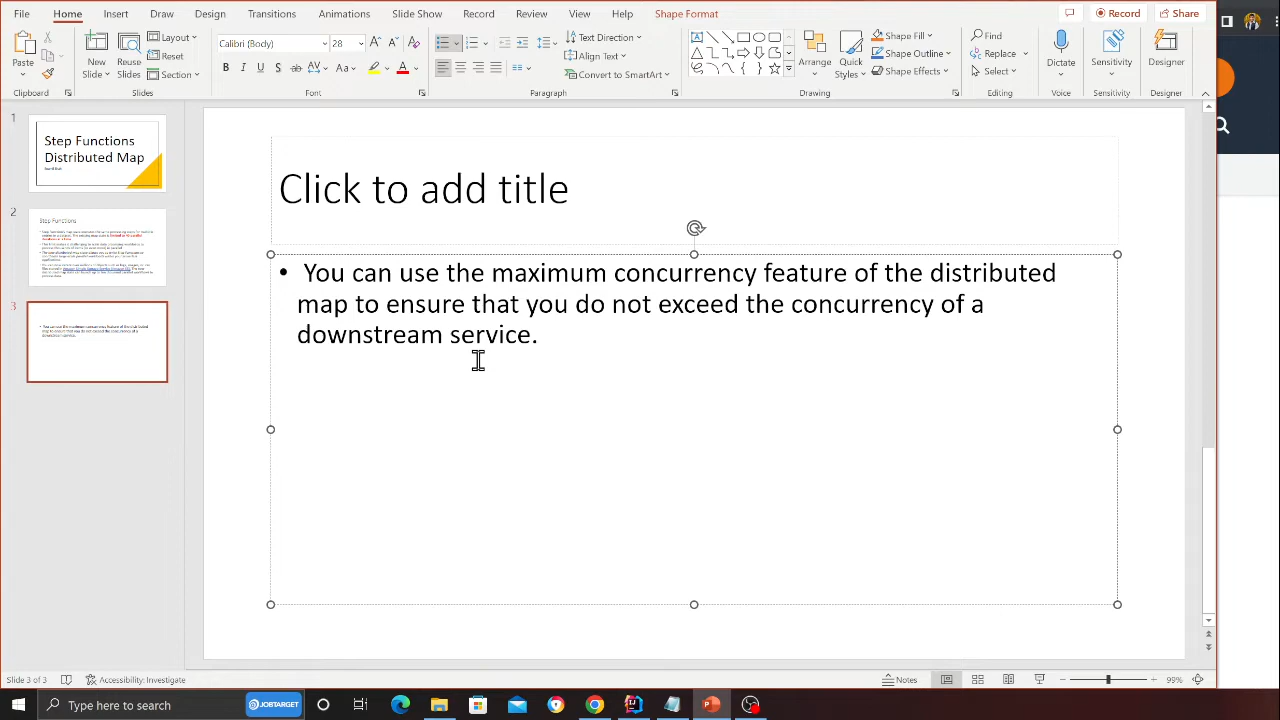 File Home Insert Draw Design Transitions Animations Slide Show Record Review View Help Shape Format Record Share
Paste New Slides Reuse Slides Layout Reset Section Calibri (Body) 28 Text Direction Align Text Convert to SmartArt Arrange Quick Styles Shape Fill Shape Outline Shape Effects Find Replace Select Dictate Sensitivity Designer
Clipboard Slides Font Paragraph Drawing Editing Voice Sensitivity Designer
1
Step Functions
Distributed Map
2
Step Functions
3
Click to add title
• You can use the maximum concurrency feature of the distributed
map to ensure that you do not exceed the concurrency of a
downstream service.
Slide 3 of 3 Accessibility: Investigate Notes 99%
Type here to search JOBTARGET